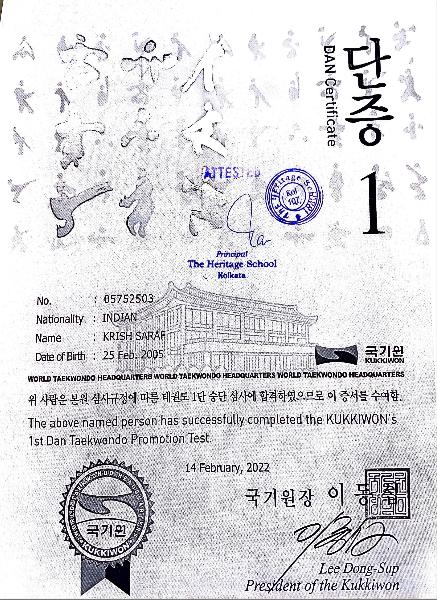 단증
DAN Certificate
1
ATTESTED
The Heritage School
Kol
107
Principal
The Heritage School
Kolkata
No. : 05752503
Nationality : INDIAN
Name : KRISH SARAF
Date of Birth : 25 Feb. 2005
국기원
KUKKIWON
WORLD TAEKWONDO HEADQUARTERS WORLD TAEKWONDO HEADQUARTERS WORLD TAEKWONDO HEADQUARTERS
위 사람은 본원 심사규정에 따른 태권도 1단 승단 심사에 합격하였으므로 이 증서를 수여함.
The above named person has successfully completed the KUKKIWON's
1st Dan Taekwondo Promotion Test.
14 February, 2022
국기원장 이동섭
국기원
KUKKIWON
Lee Dong-Sup
President of the Kukkiwon